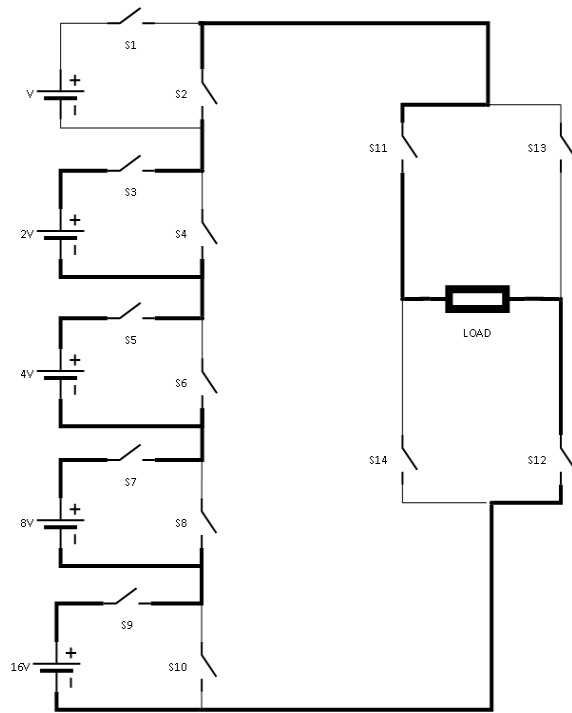 S1
V
+
S2
S11
S13
S3
2V
+
S4
S5
LOAD
4V
+
S6
S7
S14
S12
8V
+
S8
S9
16V
+
S10